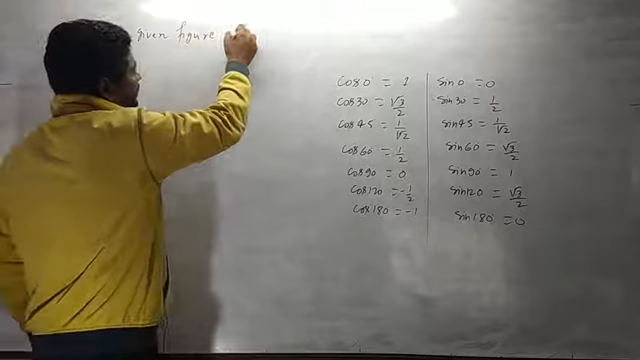 given figure
cos0 = 1
cos30 = √3/2
cos45 = 1/√2
cos60 = 1/2
cos90 = 0
cos120 = -1/2
cos180 = -1
sin0 = 0
sin30 = 1/2
sin45 = 1/√2
sin60 = √3/2
sin90 = 1
sin120 = √3/2
sin180 = 0